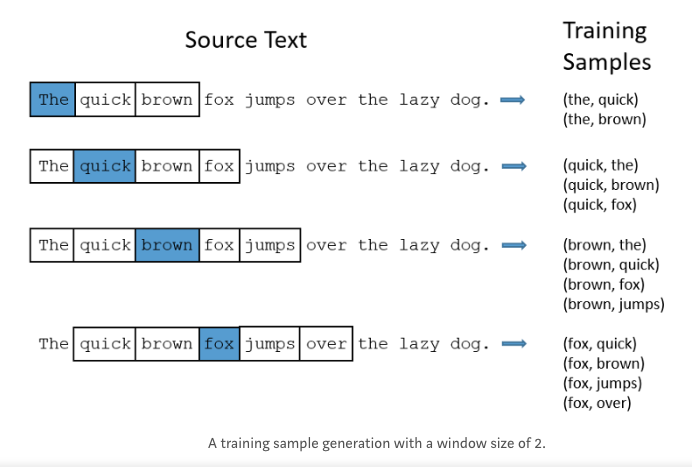 Source Text
Training
Samples
The quick brown fox jumps over the lazy dog.
(the, quick)
(the, brown)
The quick brown fox jumps over the lazy dog.
(quick, the)
(quick, brown)
(quick, fox)
The quick brown fox jumps over the lazy dog.
(brown, the)
(brown, quick)
(brown, fox)
(brown, jumps)
The quick brown fox jumps over the lazy dog.
(fox, quick)
(fox, brown)
(fox, jumps)
(fox, over)
A training sample generation with a window size of 2.